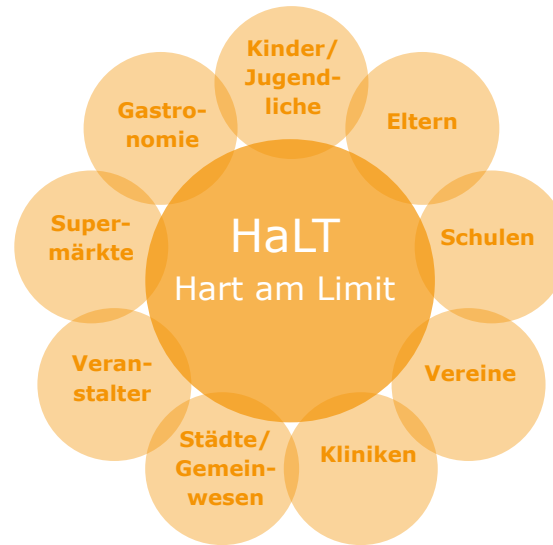 HaLT
Hart am Limit
Kinder/
Jugend-
liche
Eltern
Schulen
Vereine
Kliniken
Städte/
Gemein-
wesen
Veran-
stalter
Super-
märkte
Gastro-
nomie